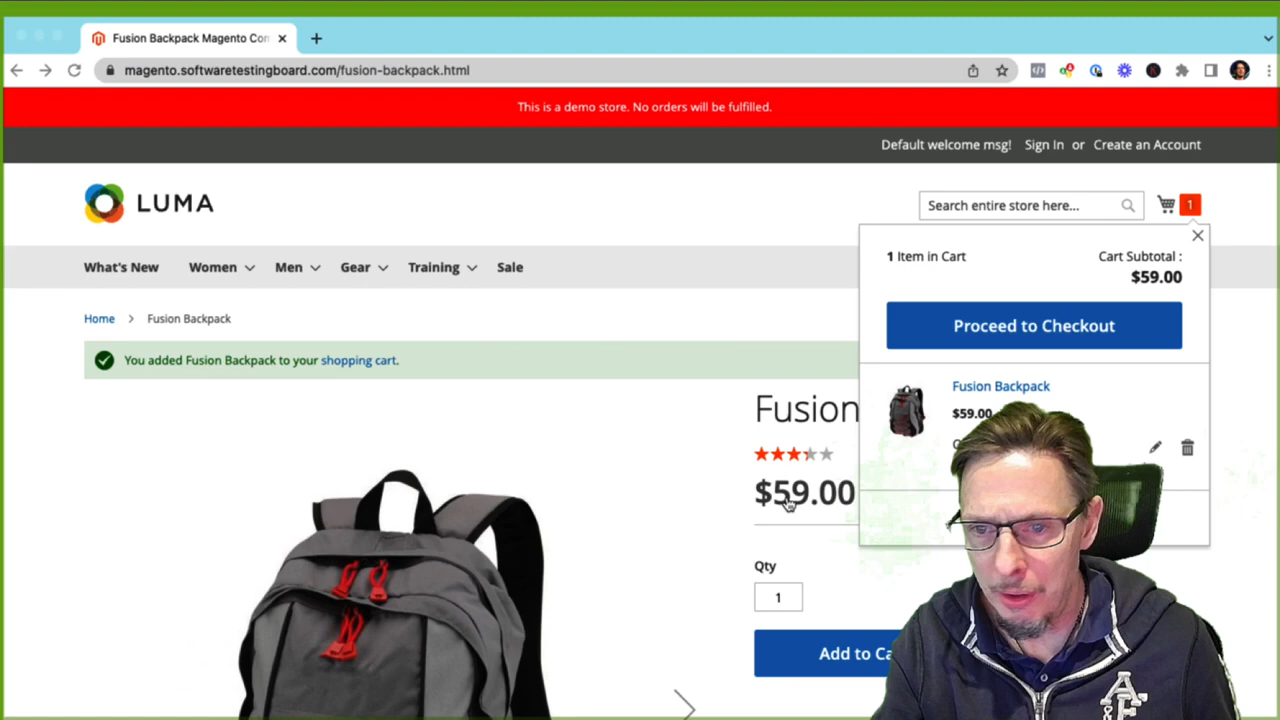 Fusion Backpack Magento Com
magento.softwaretestingboard.com/fusion-backpack.html
This is a demo store. No orders will be fulfilled.
Default welcome msg! Sign In or Create an Account
LUMA
Search entire store here...
1
What's New Women Men Gear Training Sale
1 Item in Cart
Cart Subtotal :
$59.00
Proceed to Checkout
Home > Fusion Backpack
You added Fusion Backpack to your shopping cart.
Fusion Backpack
$59.00
Fusion
$59.00
Qty
1
Add to Ca